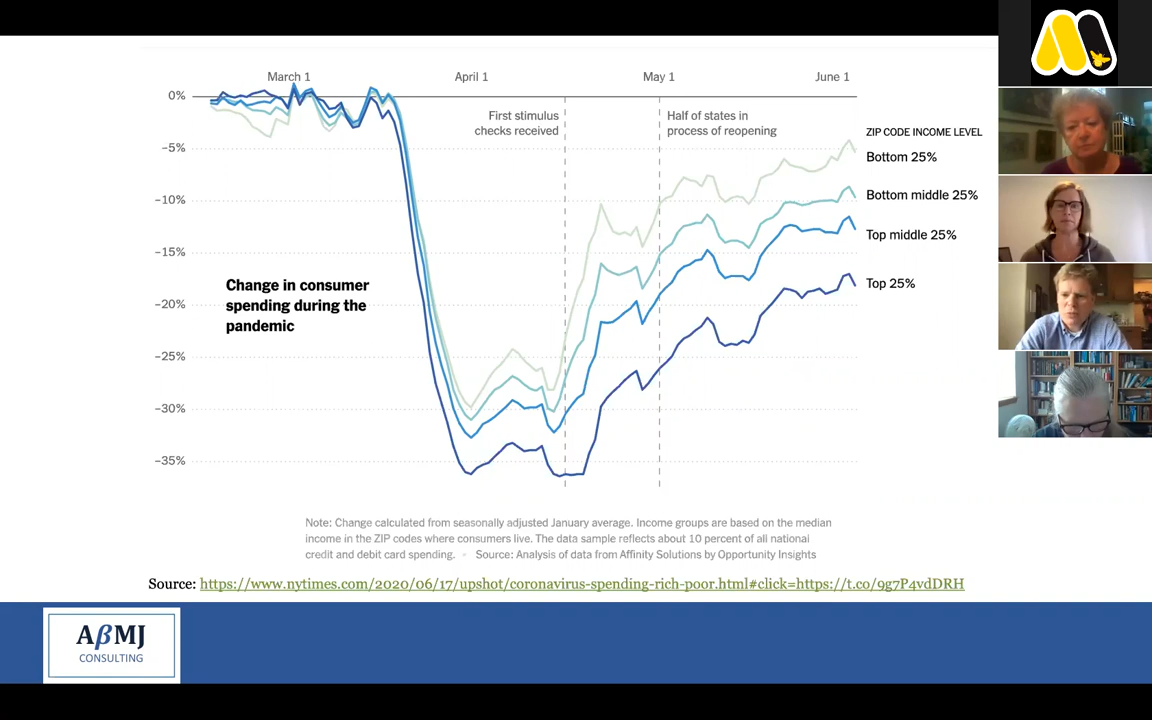 March 1
April 1
May 1
June 1
0%
−5%
−10%
−15%
−20%
−25%
−30%
−35%
First stimulus
checks received
Half of states in
process of reopening
ZIP CODE INCOME LEVEL
Bottom 25%
Bottom middle 25%
Top middle 25%
Top 25%
Change in consumer
spending during the
pandemic
Note: Change calculated from seasonally adjusted January average. Income groups are based on the median
income in the ZIP codes where consumers live. The data sample reflects about 10 percent of all national
credit and debit card spending. • Source: Analysis of data from Affinity Solutions by Opportunity Insights
Source: https://www.nytimes.com/2020/06/17/upshot/coronavirus-spending-rich-poor.html#click=https://t.co/9g7P4vdDRH
AβMJ
CONSULTING